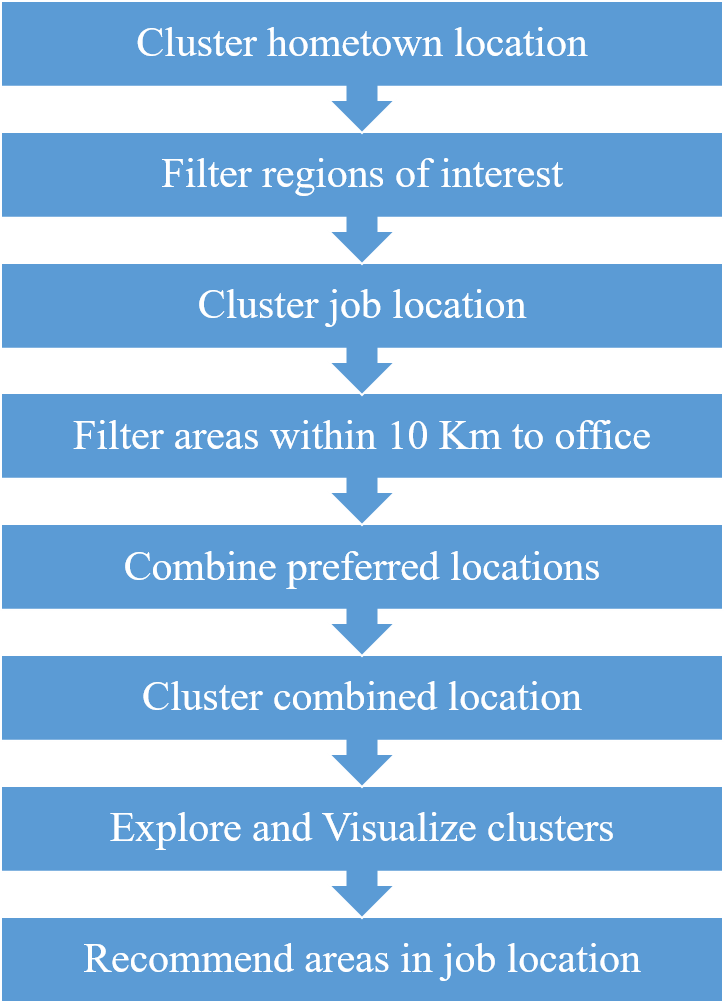 Cluster hometown location
Filter regions of interest
Cluster job location
Filter areas within 10 Km to office
Combine preferred locations
Cluster combined location
Explore and Visualize clusters
Recommend areas in job location